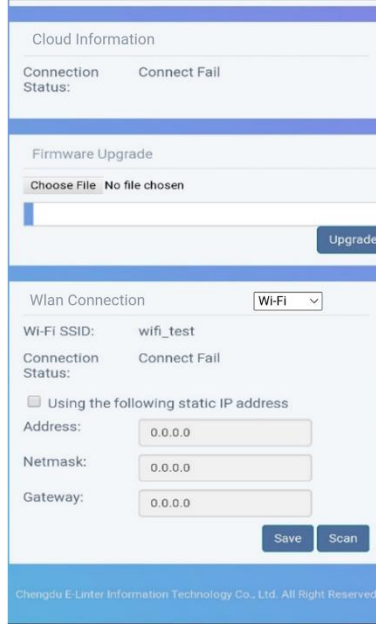 Cloud Information
Connection Status: Connect Fail
Firmware Upgrade
Choose File No file chosen
Upgrade
Wlan Connection Wi-Fi
Wi-Fi SSID: wifi_test
Connection Status: Connect Fail
Using the following static IP address
Address: 0.0.0.0
Netmask: 0.0.0.0
Gateway: 0.0.0.0
Save Scan
Chengdu E-Linter Information Technology Co., Ltd. All Right Reserved